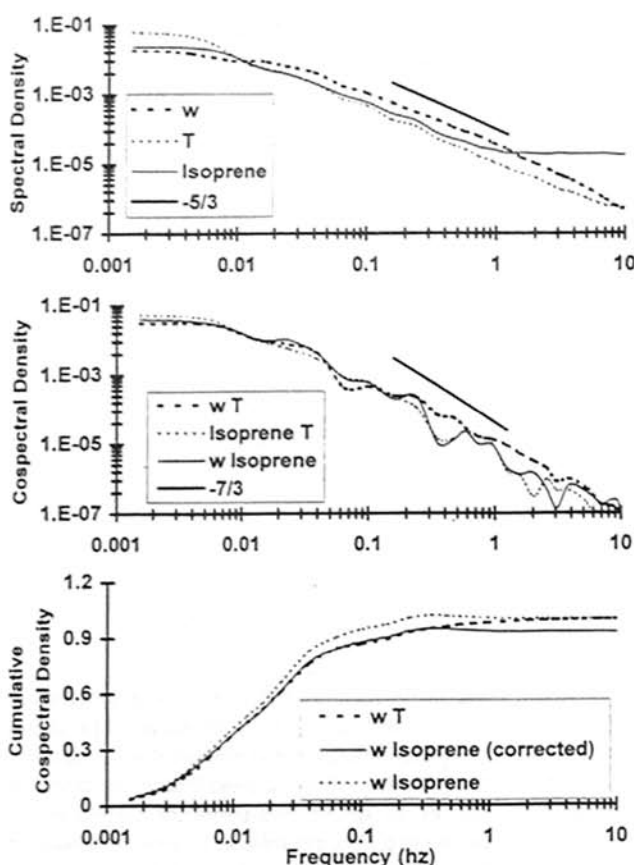 Spectral Density
1.E-01
1.E-03
1.E-05
1.E-07
w
T
Isoprene
-5/3
0.001 0.01 0.1 1 10
Cospectral Density
1.E-01
1.E-03
1.E-05
1.E-07
w T
Isoprene T
w Isoprene
-7/3
0.001 0.01 0.1 1 10
Cumulative
Cospectral Density
1.2
0.9
0.6
0.3
0
w T
w Isoprene (corrected)
w Isoprene
0.001 0.01 0.1 1 10
Frequency (hz)